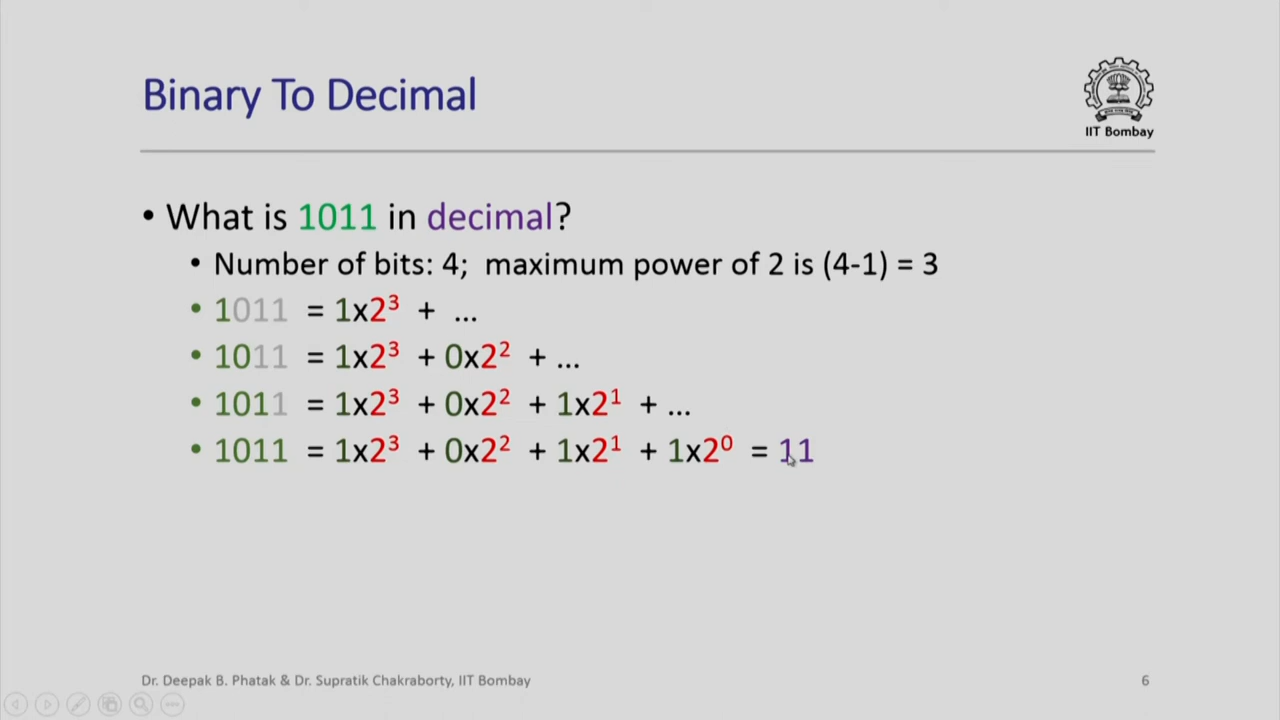 Binary To Decimal
IIT Bombay
• What is 1011 in decimal?
• Number of bits: 4; maximum power of 2 is (4-1) = 3
• 1011 = 1x2³ + ...
• 1011 = 1x2³ + 0x2² + ...
• 1011 = 1x2³ + 0x2² + 1x2¹ + ...
• 1011 = 1x2³ + 0x2² + 1x2¹ + 1x2⁰ = 11
Dr. Deepak B. Phatak & Dr. Supratik Chakraborty, IIT Bombay
6